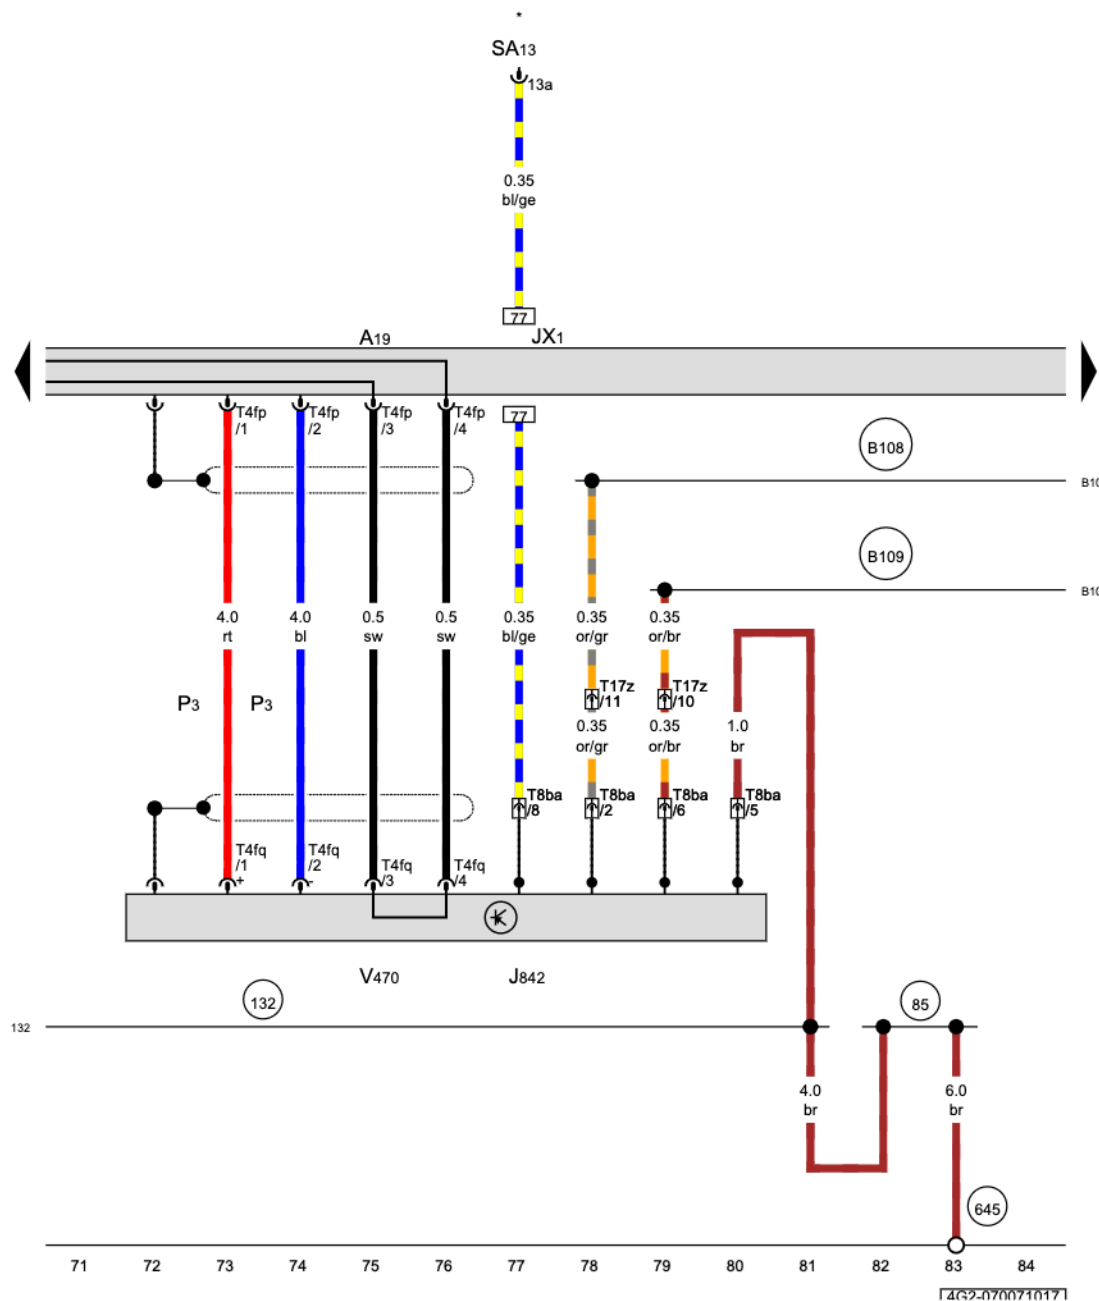 *
SA13
13a
0.35
bl/ge
77
A19 JX1
T4fp
/1
T4fp
/2
T4fp
/3
T4fp
/4
77
B108
B10
B109
B10
4.0
rt
4.0
bl
0.5
sw
0.5
sw
0.35
bl/ge
0.35
or/gr
0.35
or/br
T17z
/11
T17z
/10
P3 P3
0.35
or/gr
0.35
or/br
1.0
br
T8ba
/8
T8ba
/2
T8ba
/6
T8ba
/5
T4fq
/1
+
T4fq
/2
-
T4fq
/3
T4fq
/4
V470 J842
132
85
132
4.0
br
6.0
br
645
71 72 73 74 75 76 77 78 79 80 81 82 83 84
4G2-070071017